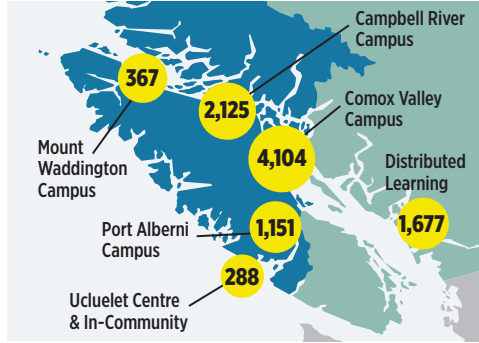 Campbell River
Campus
367
2,125
Comox Valley
Campus
Mount
Waddington
Campus
4,104
Distributed
Learning
Port Alberni
Campus
1,151
1,677
288
Ucluelet Centre
& In-Community